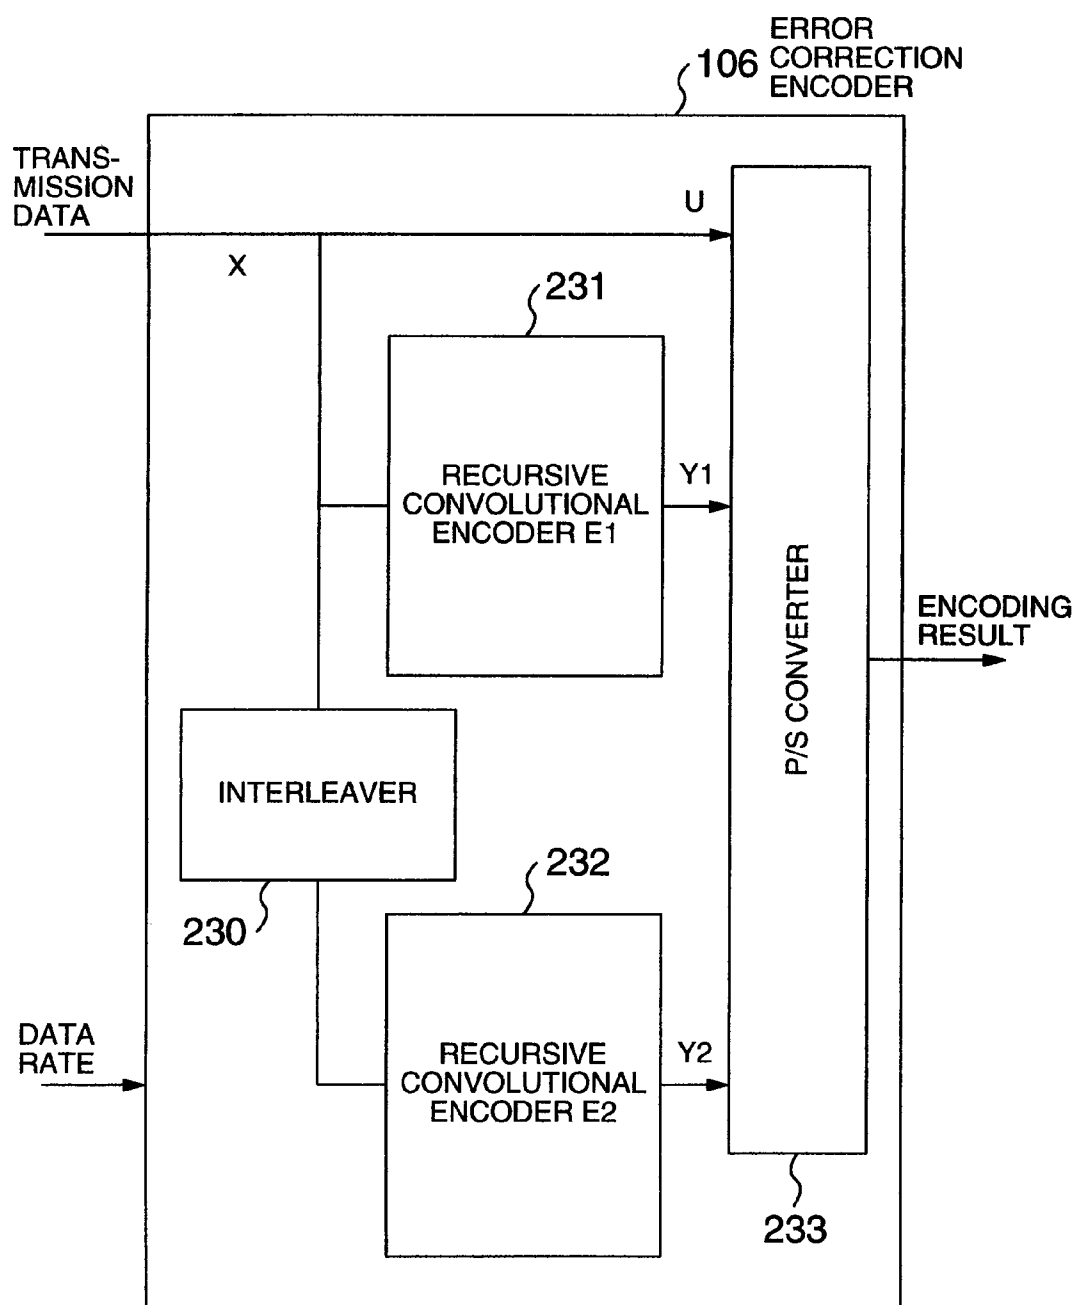 ERROR
106 CORRECTION
ENCODER
TRANS-
MISSION
DATA
U
X
231
RECURSIVE
CONVOLUTIONAL
ENCODER E1
Y1
P/S CONVERTER
ENCODING
RESULT
INTERLEAVER
230
232
DATA
RATE
RECURSIVE
CONVOLUTIONAL
ENCODER E2
Y2
233